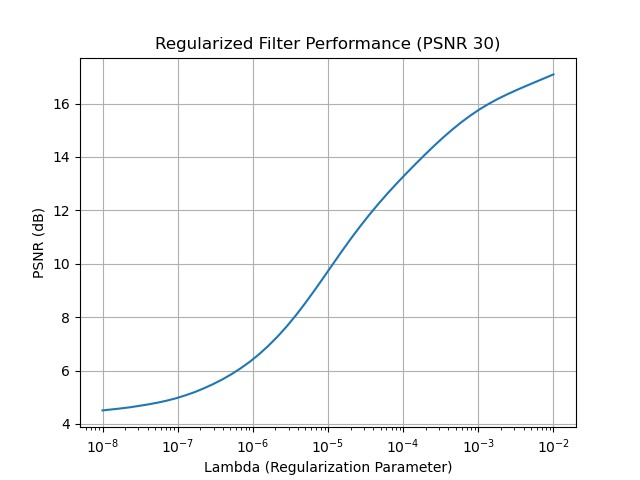 Regularized Filter Performance (PSNR 30)
PSNR (dB)
16
14
12
10
8
6
4
10⁻⁸ 10⁻⁷ 10⁻⁶ 10⁻⁵ 10⁻⁴ 10⁻³ 10⁻²
Lambda (Regularization Parameter)